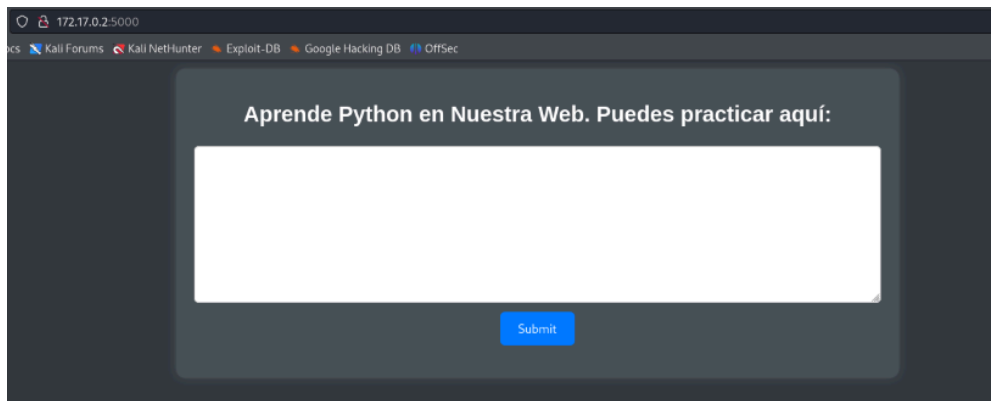 172.17.0.2:5000
ocs Kali Forums Kali NetHunter Exploit-DB Google Hacking DB OffSec
Aprende Python en Nuestra Web. Puedes practicar aquí:
Submit